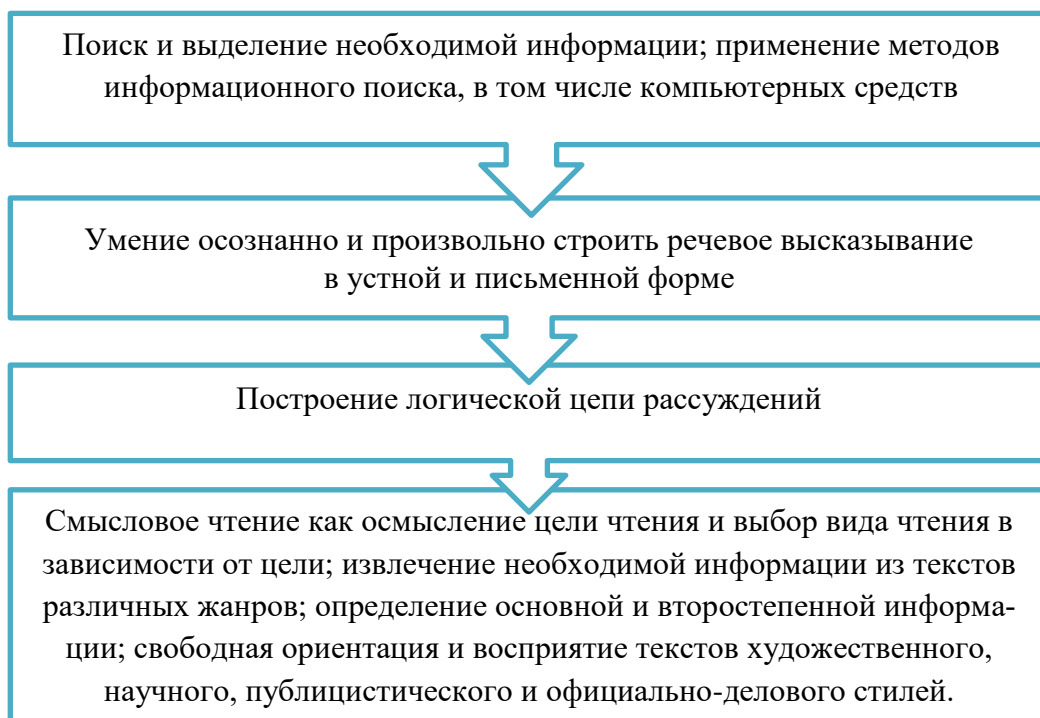 Поиск и выделение необходимой информации; применение методов
информационного поиска, в том числе компьютерных средств
Умение осознанно и произвольно строить речевое высказывание
в устной и письменной форме
Построение логической цепи рассуждений
Смысловое чтение как осмысление цели чтения и выбор вида чтения в
зависимости от цели; извлечение необходимой информации из текстов
различных жанров; определение основной и второстепенной информа-
ции; свободная ориентация и восприятие текстов художественного,
научного, публицистического и официально-делового стилей.